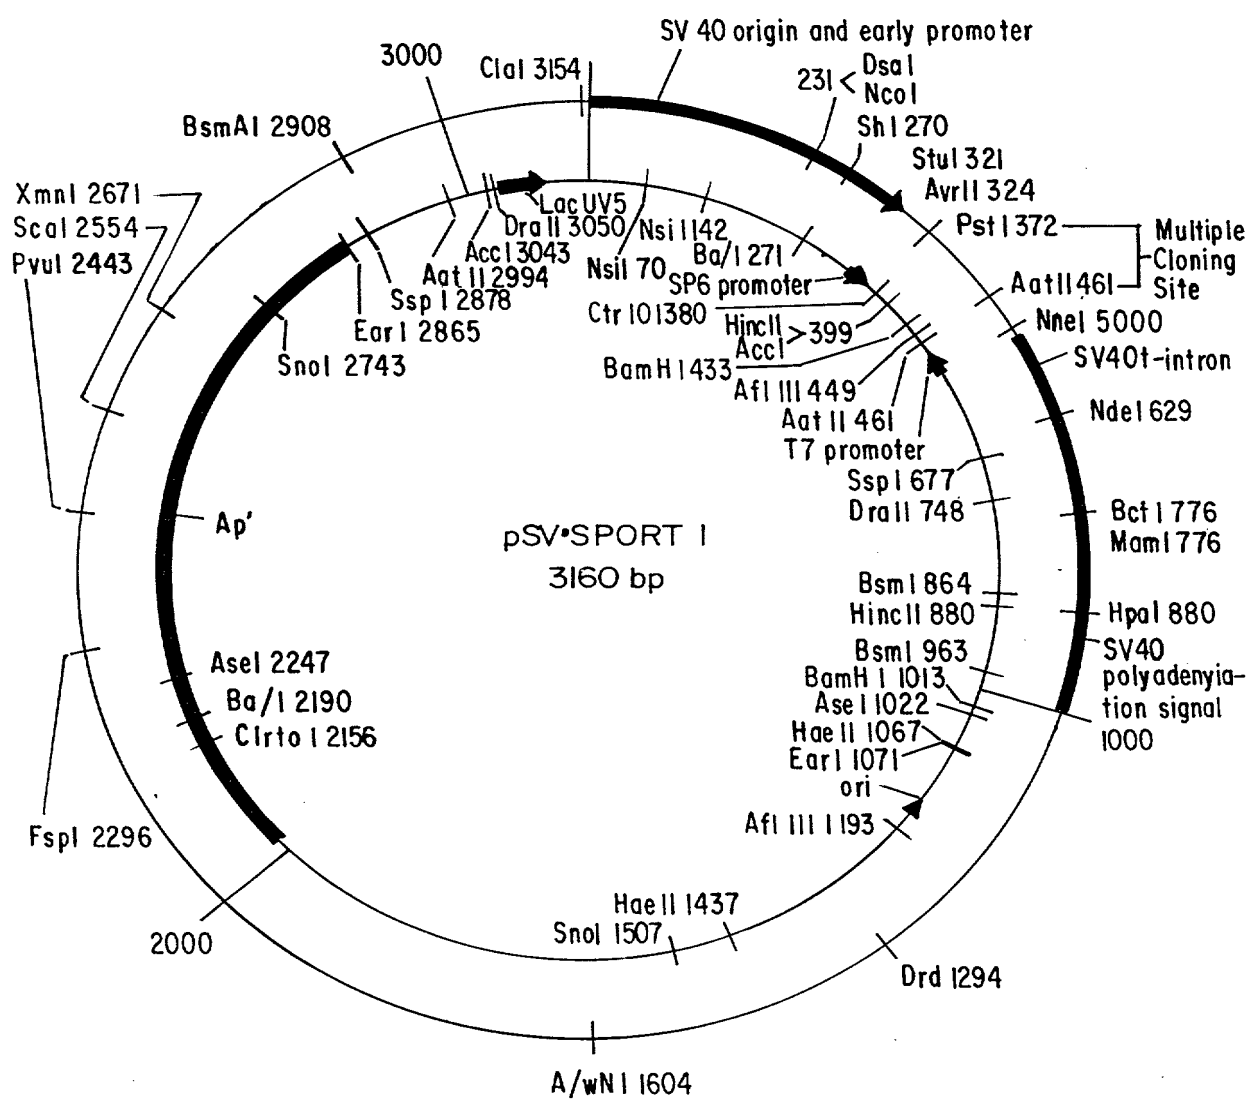 SV 40 origin and early promoter
3000
ClaI 3154
231 < DsaI
NcoI
ShI 270
BsmAI 2908
StuI 321
AvrII 324
PstI 372
Multiple
Cloning
Site
AatII 461
NneI 5000
SV40t-intron
NdeI 629
BctI 776
MamI 776
HpaI 880
SV40
polyadenyia-
tion signal
1000
XmnI 2671
ScaI 2554
PvuI 2443
LacUV5
DraII 3050
AccI 3043
AatII 2994
SspI 2878
EarI 2865
SnoI 2743
NsiI 142
Ba/I 271
NsiI 70
SP6 promoter
Ctr 101380
HincII
AccI > 399
BamHI 433
AflIII 449
AatII 461
T7 promoter
SspI 677
DraII 748
Ap'
pSV•SPORT 1
3160 bp
BsmI 864
HincII 880
BsmI 963
BamHI 1013
AseI 1022
HaeII 1067
EarI 1071
ori
AflIII 1193
AseI 2247
Ba/I 2190
ClrtoI 2156
FspI 2296
HaeII 1437
SnoI 1507
2000
Drd 1294
A/wNI 1604